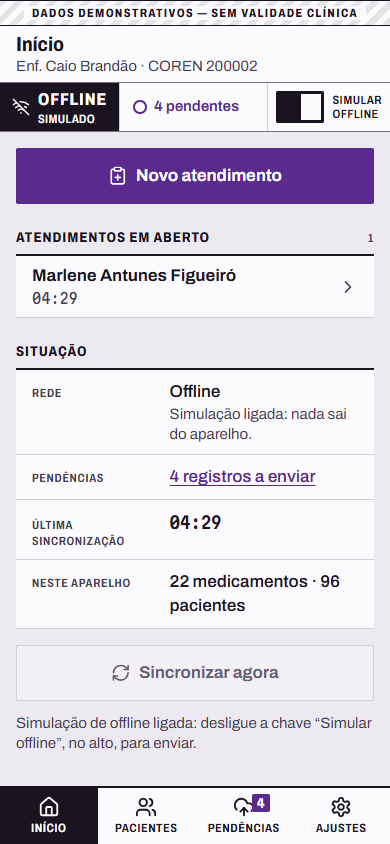 DADOS DEMONSTRATIVOS — SEM VALIDADE CLÍNICA
Início
Enf. Caio Brandão · COREN 200002
OFFLINE
SIMULADO
4 pendentes
SIMULAR
OFFLINE
Novo atendimento
ATENDIMENTOS EM ABERTO
1
Marlene Antunes Figueiró
04:29
SITUAÇÃO
REDE
Offline
Simulação ligada: nada sai
do aparelho.
PENDÊNCIAS
4 registros a enviar
ÚLTIMA
SINCRONIZAÇÃO
04:29
NESTE APARELHO
22 medicamentos · 96
pacientes
Sincronizar agora
Simulação de offline ligada: desligue a chave “Simular
offline”, no alto, para enviar.
4
INÍCIO
PACIENTES
PENDÊNCIAS
AJUSTES